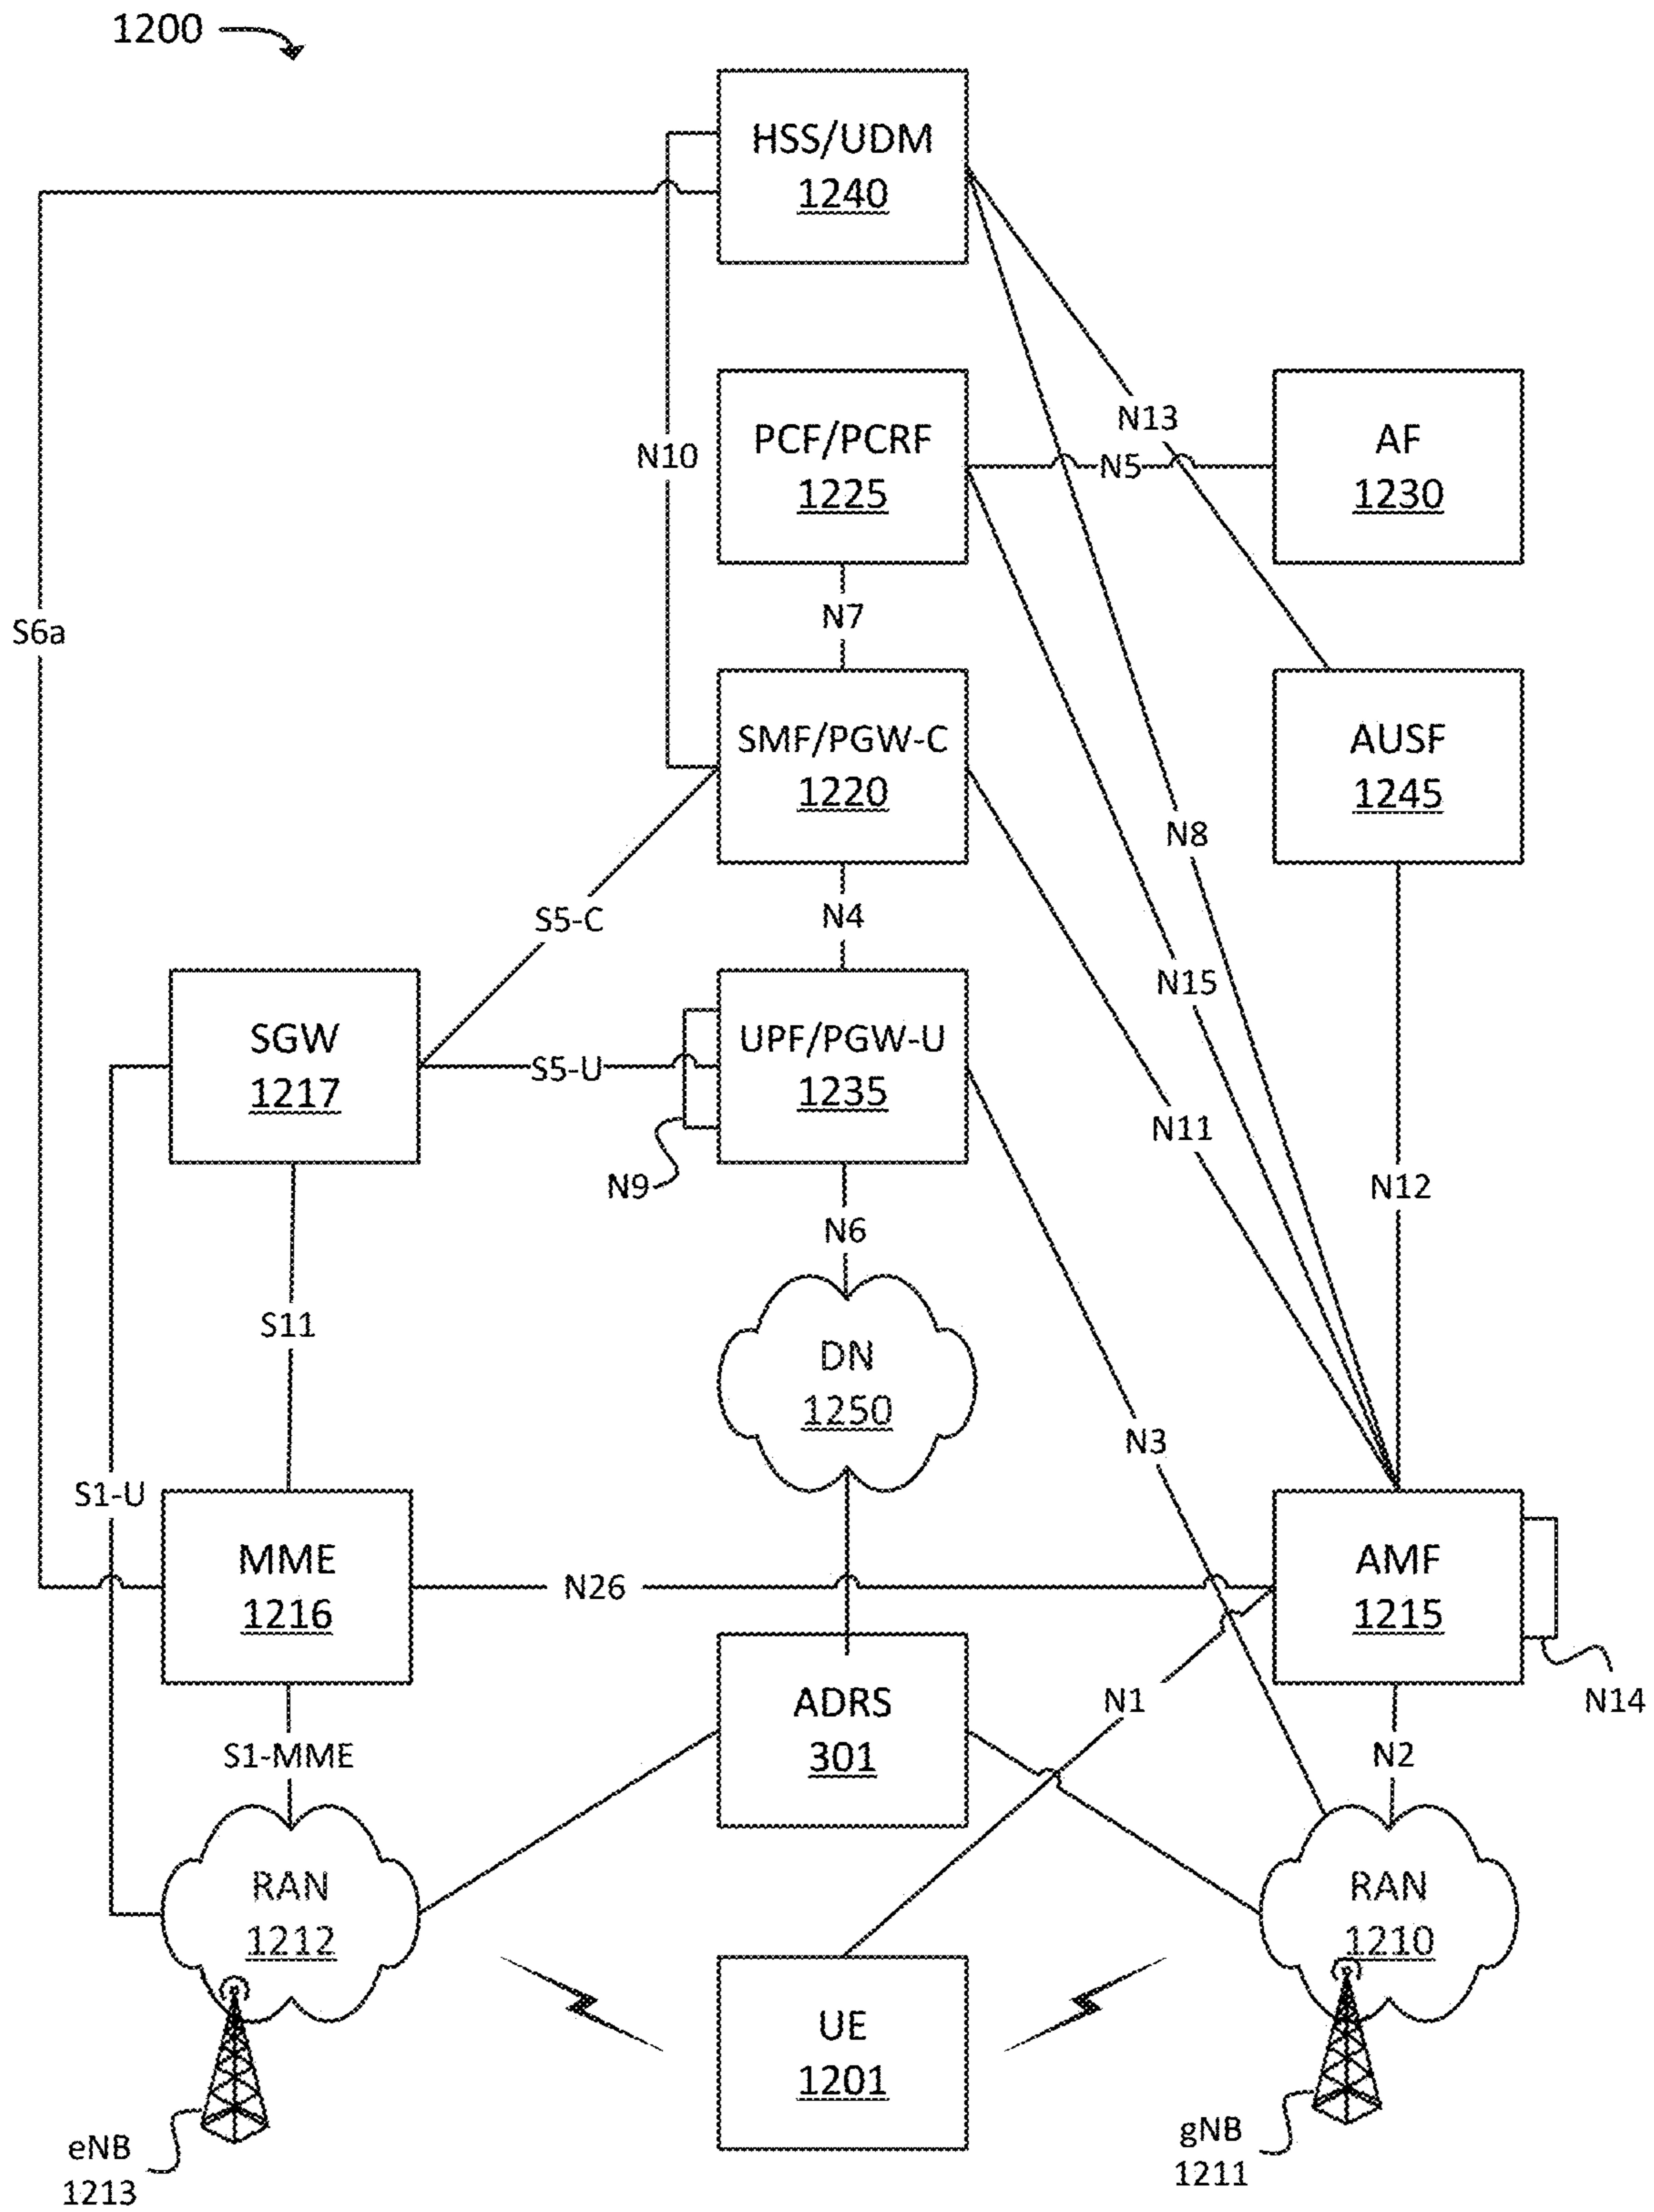 1200
HSS/UDM
1240
N13
PCF/PCRF
1225
N5
AF
1230
N10
N7
S6a
SMF/PGW-C
1220
AUSF
1245
N8
S5-C
N4
N15
SGW
1217
S5-U
UPF/PGW-U
1235
N11
N9
N12
N6
S11
DN
1250
N3
S1-U
MME
1216
N26
AMF
1215
ADRS
301
N1
N14
S1-MME
N2
RAN
1212
RAN
1210
UE
1201
eNB
1213
gNB
1211